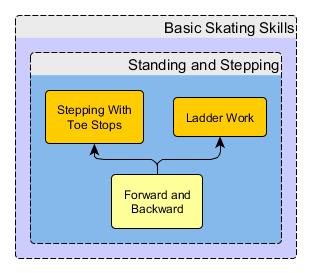 Basic Skating Skills
Standing and Stepping
Stepping With
Toe Stops
Ladder Work
Forward and
Backward